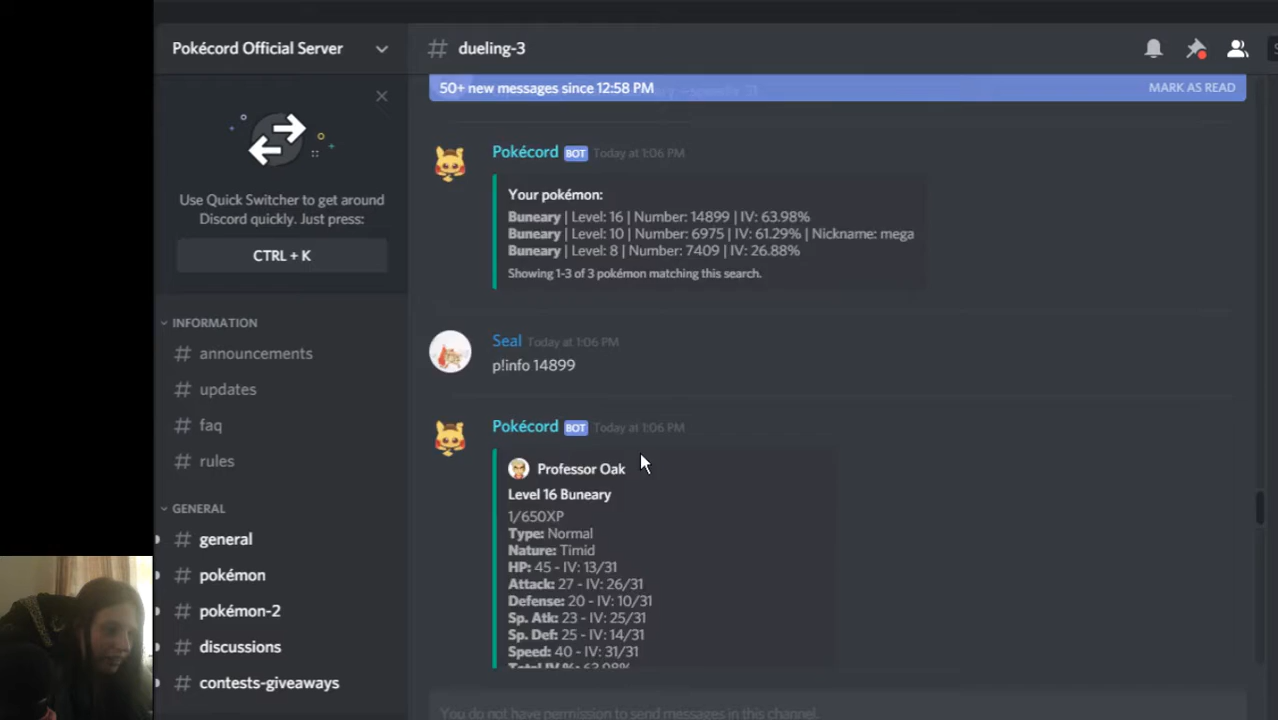 Pokécord Official Server
# dueling-3
50+ new messages since 12:58 PM
MARK AS READ
Use Quick Switcher to get around
Discord quickly. Just press:
CTRL + K
INFORMATION
# announcements
# updates
# faq
# rules
GENERAL
# general
# pokémon
# pokémon-2
# discussions
# contests-giveaways
Pokécord BOT Today at 1:06 PM
Your pokémon:
Buneary | Level: 16 | Number: 14899 | IV: 63.98%
Buneary | Level: 10 | Number: 6975 | IV: 61.29% | Nickname: mega
Buneary | Level: 8 | Number: 7409 | IV: 26.88%
Showing 1-3 of 3 pokémon matching this search.
Seal Today at 1:06 PM
p!info 14899
Pokécord BOT Today at 1:06 PM
Professor Oak
Level 16 Buneary
1/650XP
Type: Normal
Nature: Timid
HP: 45 - IV: 13/31
Attack: 27 - IV: 26/31
Defense: 20 - IV: 10/31
Sp. Atk: 23 - IV: 25/31
Sp. Def: 25 - IV: 14/31
Speed: 40 - IV: 31/31
Total IV %: 63.98%
You do not have permission to send messages in this channel.